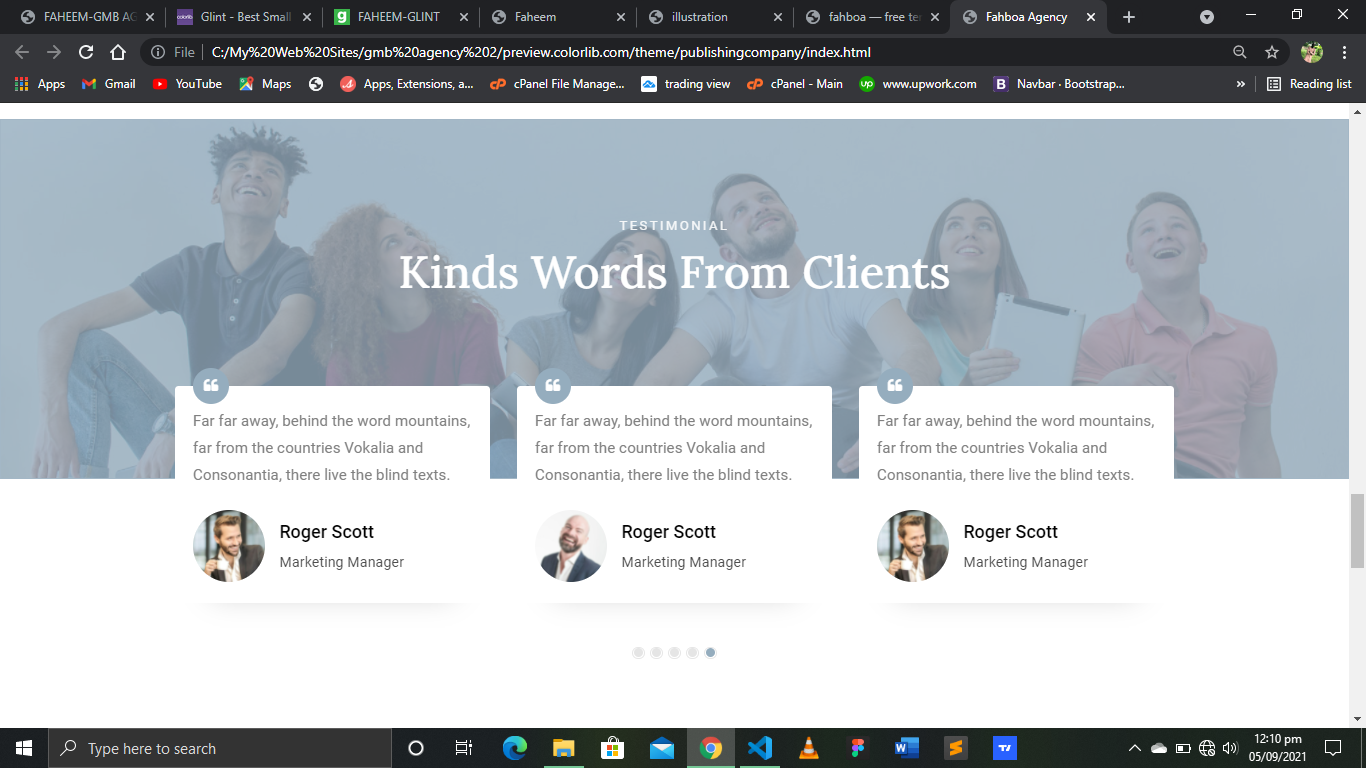 FAHEEM-GMB AG
Glint - Best Small
FAHEEM-GLINT
Faheem
illustration
fahboa — free te
Fahboa Agency
File
C:/My%20Web%20Sites/gmb%20agency%202/preview.colorlib.com/theme/publishingcompany/index.html
Apps
Gmail
YouTube
Maps
Apps, Extensions, a...
cPanel File Manage...
trading view
cPanel - Main
www.upwork.com
Navbar · Bootstrap...
»
Reading list
TESTIMONIAL
Kinds Words From Clients
Far far away, behind the word mountains,
far from the countries Vokalia and
Consonantia, there live the blind texts.
Roger Scott
Marketing Manager
Far far away, behind the word mountains,
far from the countries Vokalia and
Consonantia, there live the blind texts.
Roger Scott
Marketing Manager
Far far away, behind the word mountains,
far from the countries Vokalia and
Consonantia, there live the blind texts.
Roger Scott
Marketing Manager
Type here to search
12:10 pm
05/09/2021